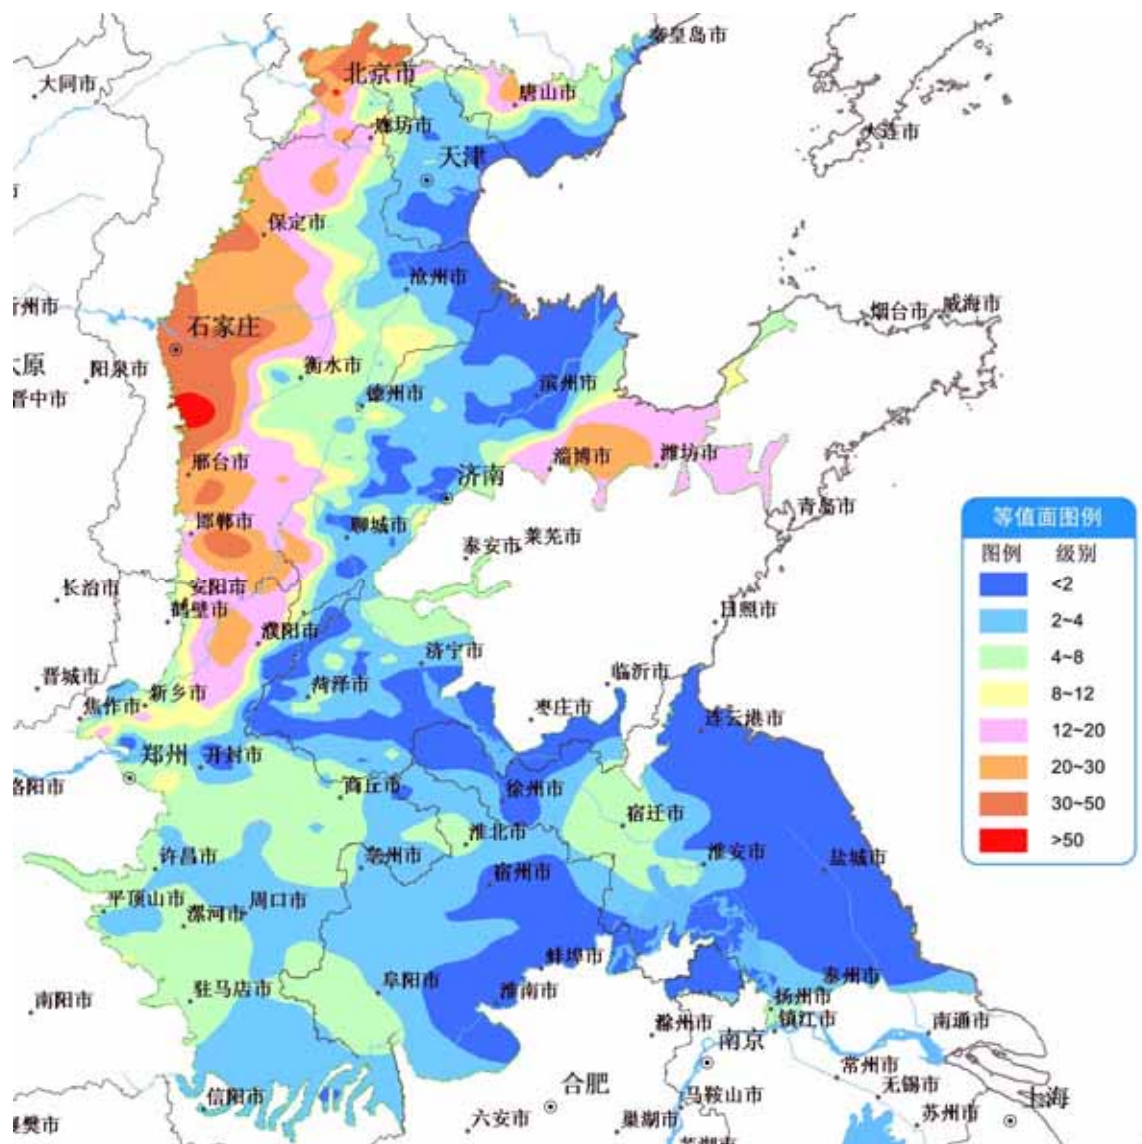 秦皇岛市
北京市
大同市
唐山市
廊坊市
大连市
天津
保定市
沧州市
忻州市
烟台市
威海市
石家庄
阳泉市
衡水市
晋中市
德州市
滨州市
邢台市
淄博市
潍坊市
济南
青岛市
邯郸市
聊城市
泰安市
莱芜市
长治市
安阳市
鹤壁市
濮阳市
日照市
济宁市
临沂市
晋城市
新乡市
菏泽市
焦作市
枣庄市
连云港市
郑州
开封市
洛阳市
商丘市
徐州市
宿迁市
淮北市
许昌市
亳州市
宿州市
淮安市
盐城市
平顶山市
漯河市
周口市
蚌埠市
驻马店市
阜阳市
淮南市
泰州市
扬州市
南阳市
滁州市
镇江市
南通市
南京
常州市
合肥
无锡市
信阳市
六安市
巢湖市
马鞍山市
苏州市
上海
等值面图例
图例 级别
<2
2~4
4~8
8~12
12~20
20~30
30~50
>50